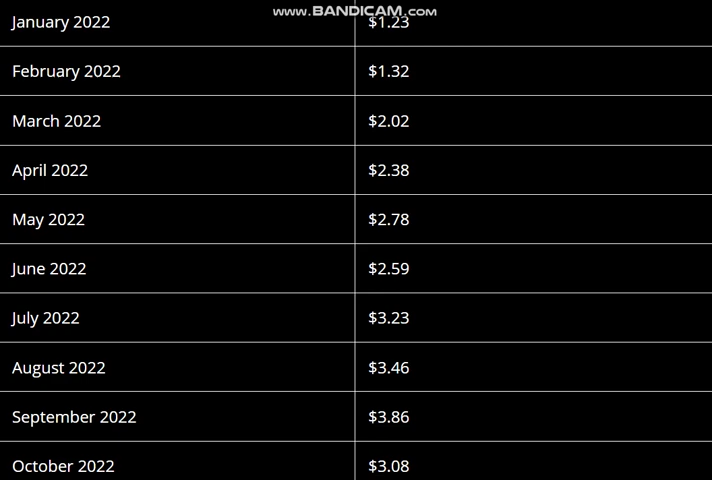 www.BANDICAM.com
January 2022 $1.23
February 2022 $1.32
March 2022 $2.02
April 2022 $2.38
May 2022 $2.78
June 2022 $2.59
July 2022 $3.23
August 2022 $3.46
September 2022 $3.86
October 2022 $3.08